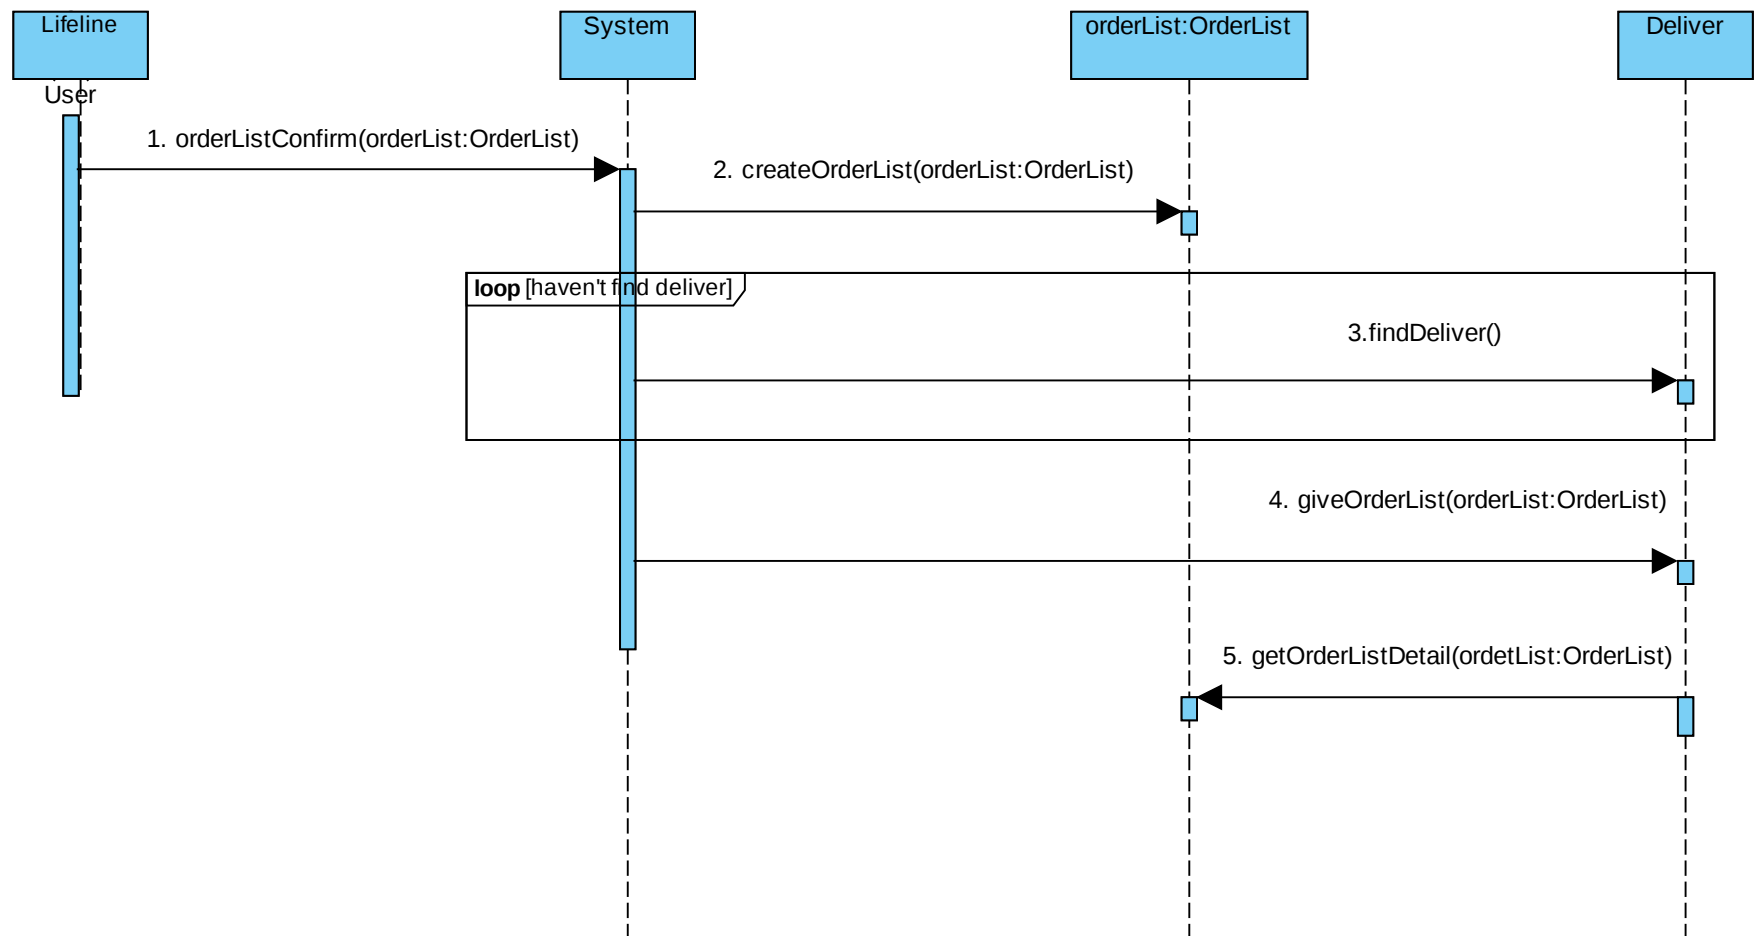 Lifeline
System
orderList:OrderList
Deliver
User
1. orderListConfirm(orderList:OrderList)
2. createOrderList(orderList:OrderList)
loop [haven't find deliver]
3.findDeliver()
4. giveOrderList(orderList:OrderList)
5. getOrderListDetail(ordetList:OrderList)